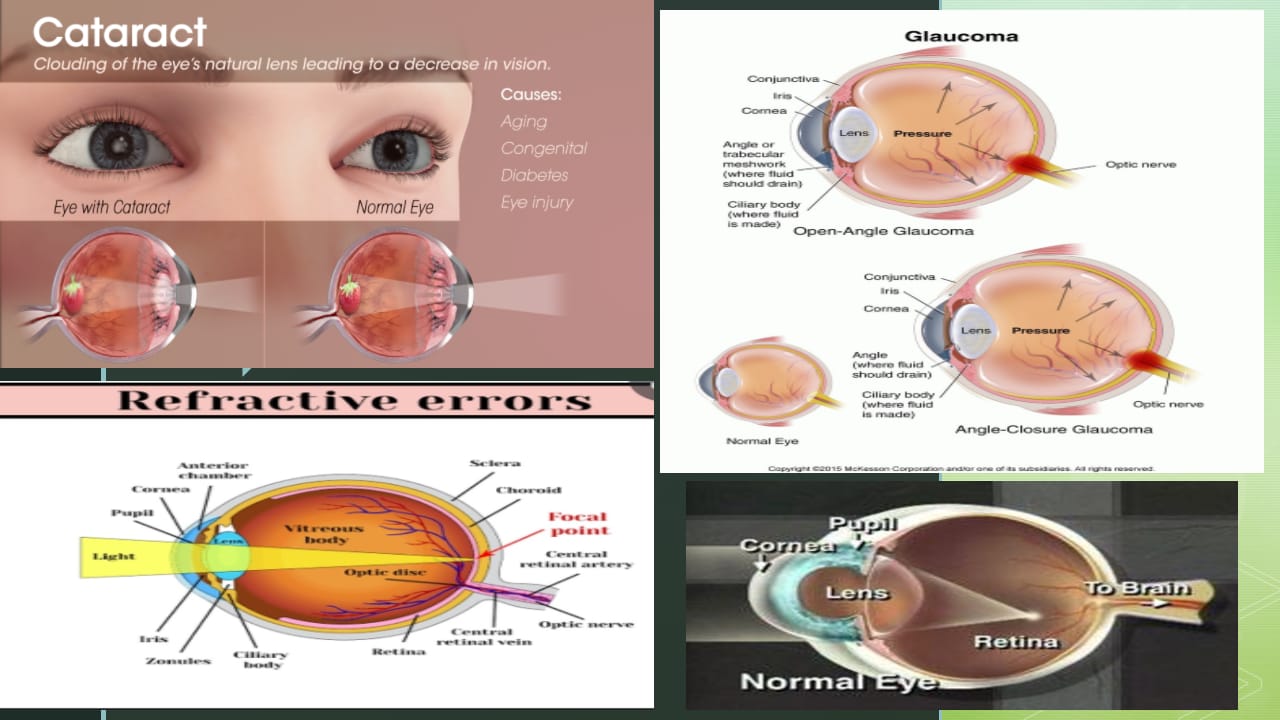 Cataract
Clouding of the eye's natural lens leading to a decrease in vision.
Causes:
Aging
Congenital
Diabetes
Eye injury
Eye with Cataract
Normal Eye
Glaucoma
Conjunctiva
Iris
Cornea
Lens
Pressure
Angle or
trabecular
meshwork
(where fluid
should drain)
Optic nerve
Ciliary body
(where fluid
is made)
Open-Angle Glaucoma
Conjunctiva
Iris
Cornea
Lens
Pressure
Angle
(where fluid
should drain)
Ciliary body
(where fluid
is made)
Optic nerve
Angle-Closure Glaucoma
Normal Eye
Copyright ©2015 McKesson Corporation and/or one of its subsidiaries. All rights reserved.
Refractive errors
Anterior
chamber
Cornea
Pupil
Light
Lens
Vitreous
body
Optic disc
Sclera
Choroid
Focal
point
Central
retinal artery
Optic nerve
Central
retinal vein
Retina
Ciliary
body
Zonules
Iris
Pupil
Cornea
Lens
To Brain
Retina
Normal Eye